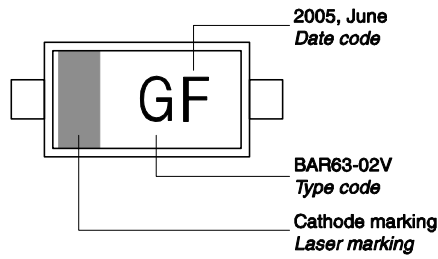 2005, June
Date code
GF
BAR63-02V
Type code
Cathode marking
Laser marking